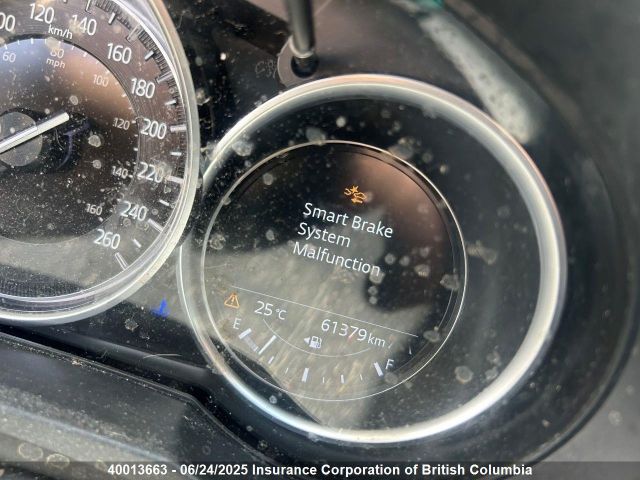 120
140
160
180
200
220
240
260
km/h
60
80
100
120
140
160
mph
Smart Brake
System
Malfunction
25°C
61379km
E
F
40013663 - 06/24/2025 Insurance Corporation of British Columbia